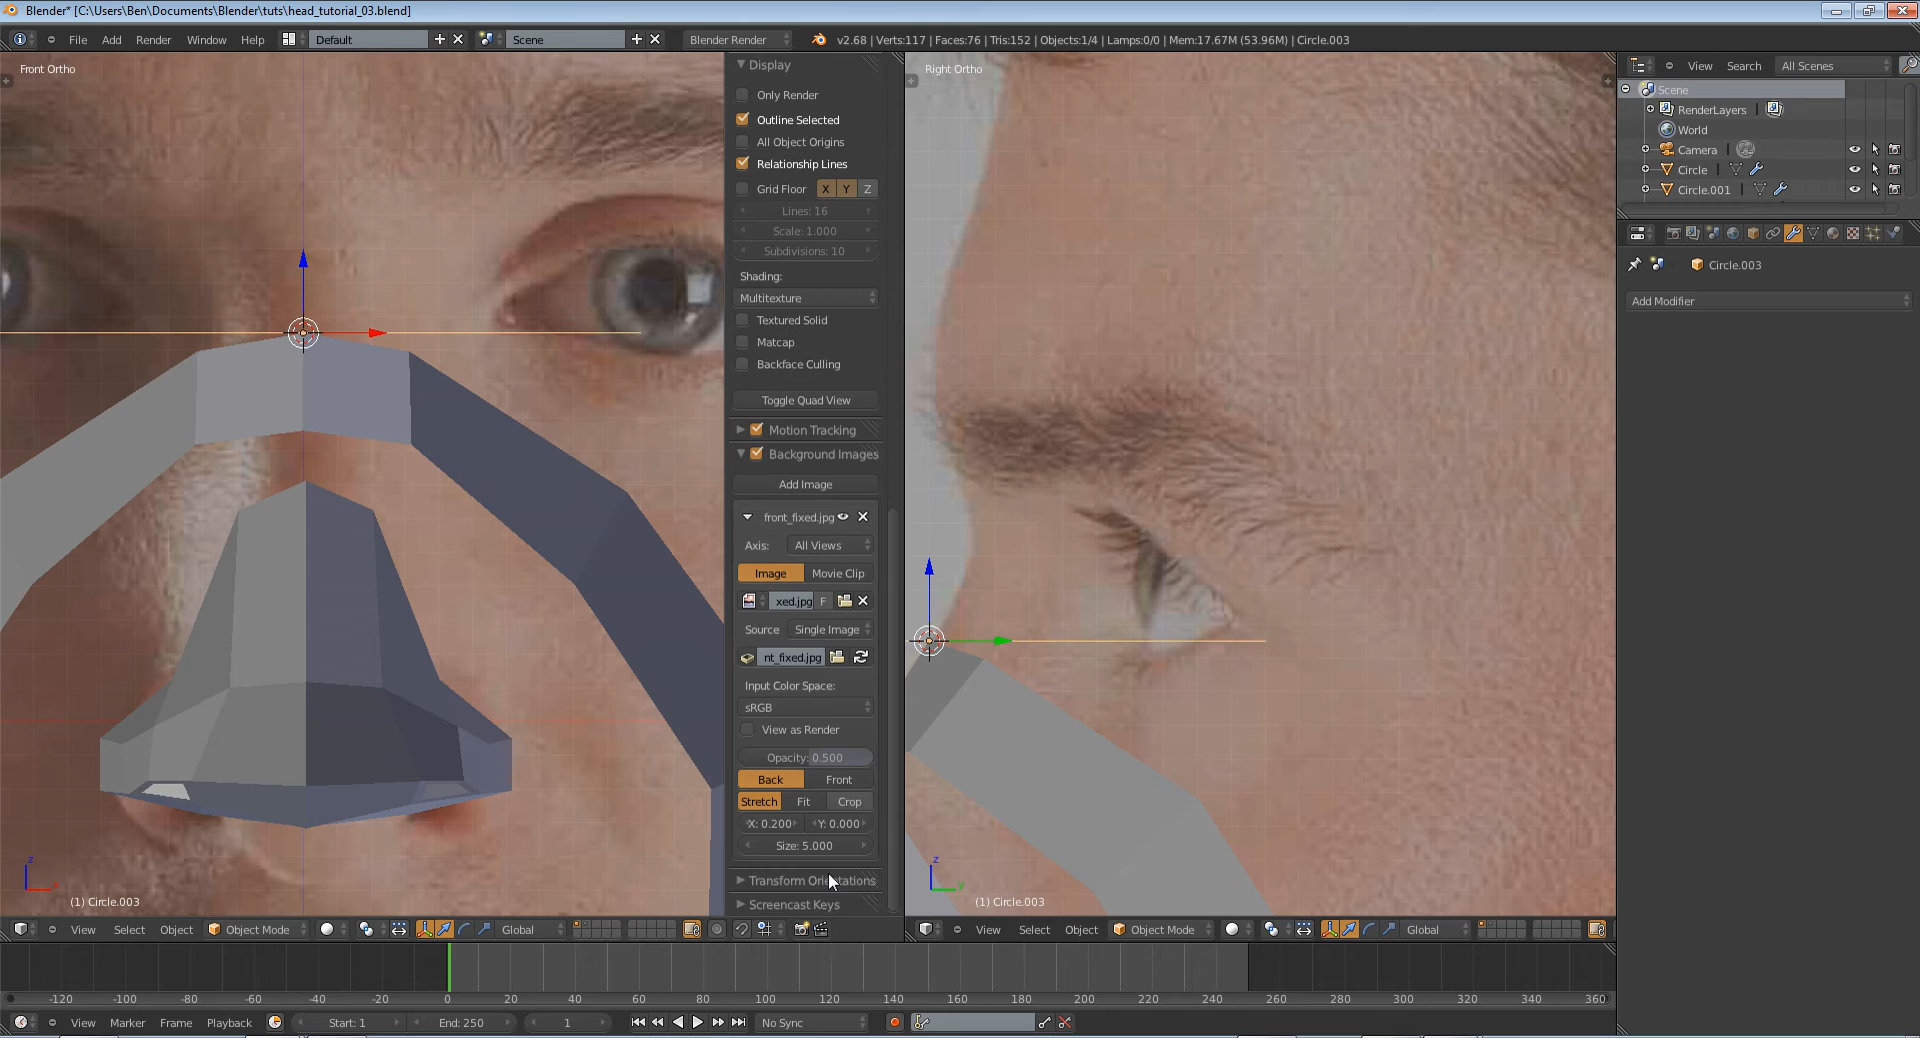 Blender* [C:\Users\Ben\Documents\Blender\tuts\head_tutorial_03.blend]
File Add Render Window Help Default Scene Blender Render v2.68 | Verts:117 | Faces:76 | Tris:152 | Objects:1/4 | Lamps:0/0 | Mem:17.67M (53.96M) | Circle.003
Front Ortho
Display
Only Render
Outline Selected
All Object Origins
Relationship Lines
Grid Floor X Y Z
Lines: 16
Scale: 1.000
Subdivisions: 10
Shading:
Multitexture
Textured Solid
Matcap
Backface Culling
Toggle Quad View
Motion Tracking
Background Images
Add Image
front_fixed.jpg
Axis: All Views
Image Movie Clip
xed.jpg F
Source Single Image
nt_fixed.jpg
Input Color Space:
sRGB
View as Render
Opacity: 0.500
Back Front
Stretch Fit Crop
X: 0.200 Y: 0.000
Size: 5.000
Transform Orientations
Screencast Keys
z
x
(1) Circle.003
Right Ortho
z
y
(1) Circle.003
View Search All Scenes
Scene
RenderLayers
World
Camera
Circle
Circle.001
Circle.003
Add Modifier
View Select Object Object Mode Global
View Select Object Object Mode Global
-120 -100 -80 -60 -40 -20 0 20 40 60 80 100 120 140 160 180 200 220 240 260 280 300 320 340 360
View Marker Frame Playback Start: 1 End: 250 1 No Sync